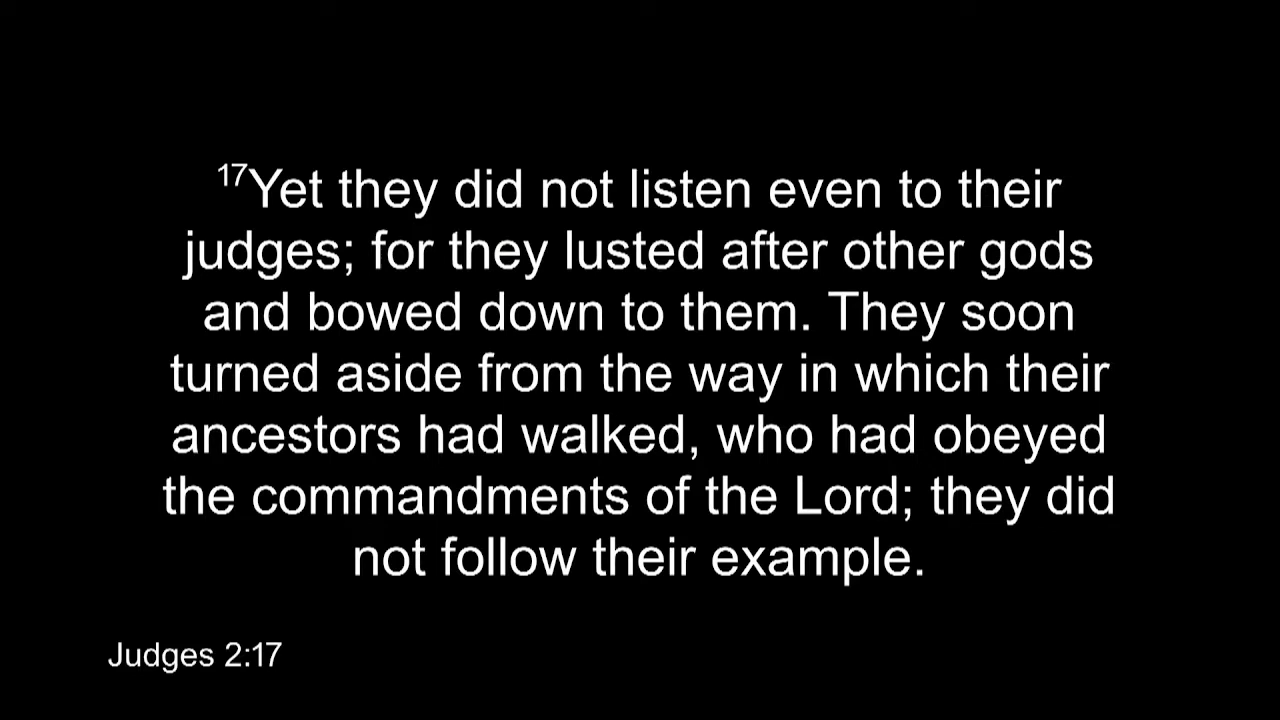 17Yet they did not listen even to their
judges; for they lusted after other gods
and bowed down to them. They soon
turned aside from the way in which their
ancestors had walked, who had obeyed
the commandments of the Lord; they did
not follow their example.
Judges 2:17